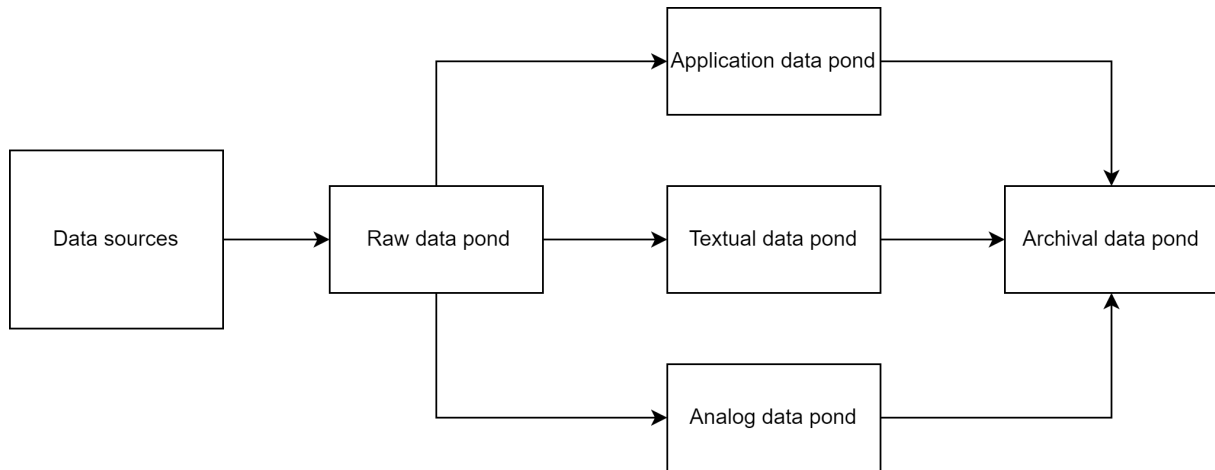 Application data pond
Data sources
Raw data pond
Textual data pond
Archival data pond
Analog data pond